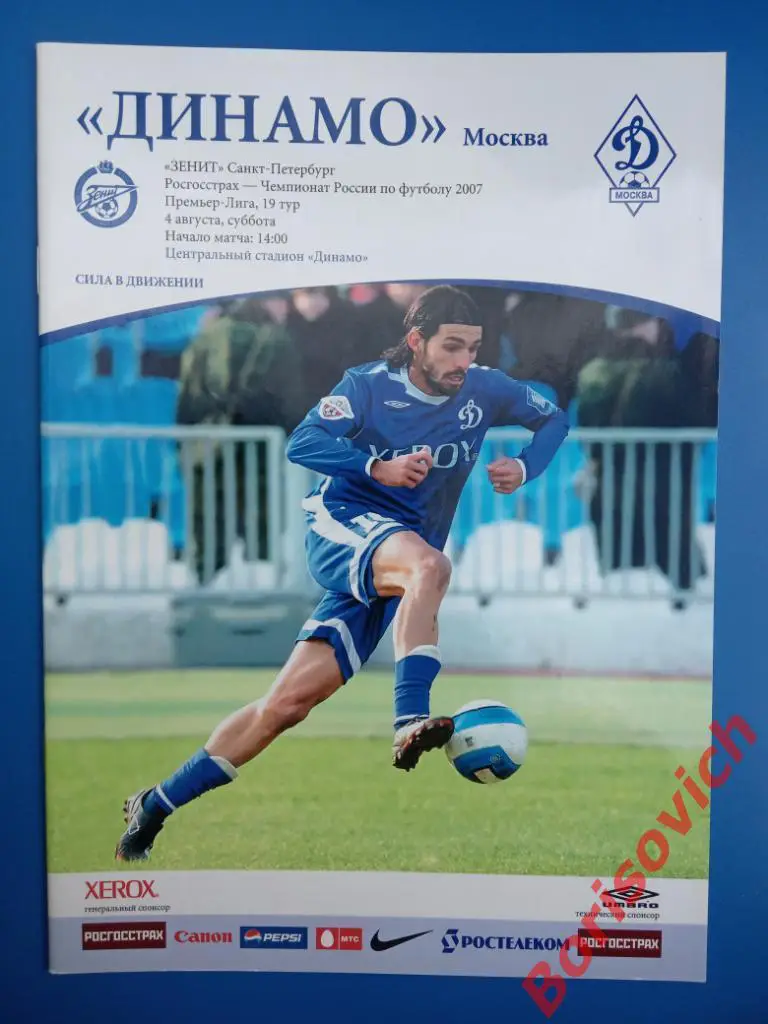 «ДИНАМО» Москва
«ЗЕНИТ» Санкт-Петербург
Росгосстрах — Чемпионат России по футболу 2007
Премьер-Лига, 19 тур
4 августа, суббота
Начало матча: 14:00
Центральный стадион «Динамо»
СИЛА В ДВИЖЕНИИ
Зенит
Д
МОСКВА
Д
XEROX
XEROX
генеральный спонсор
UMBRO
технический спонсор
РОСГОССТРАХ Canon PEPSI МТС РОСТЕЛЕКОМ РОСГОССТРАХ
Borisovich